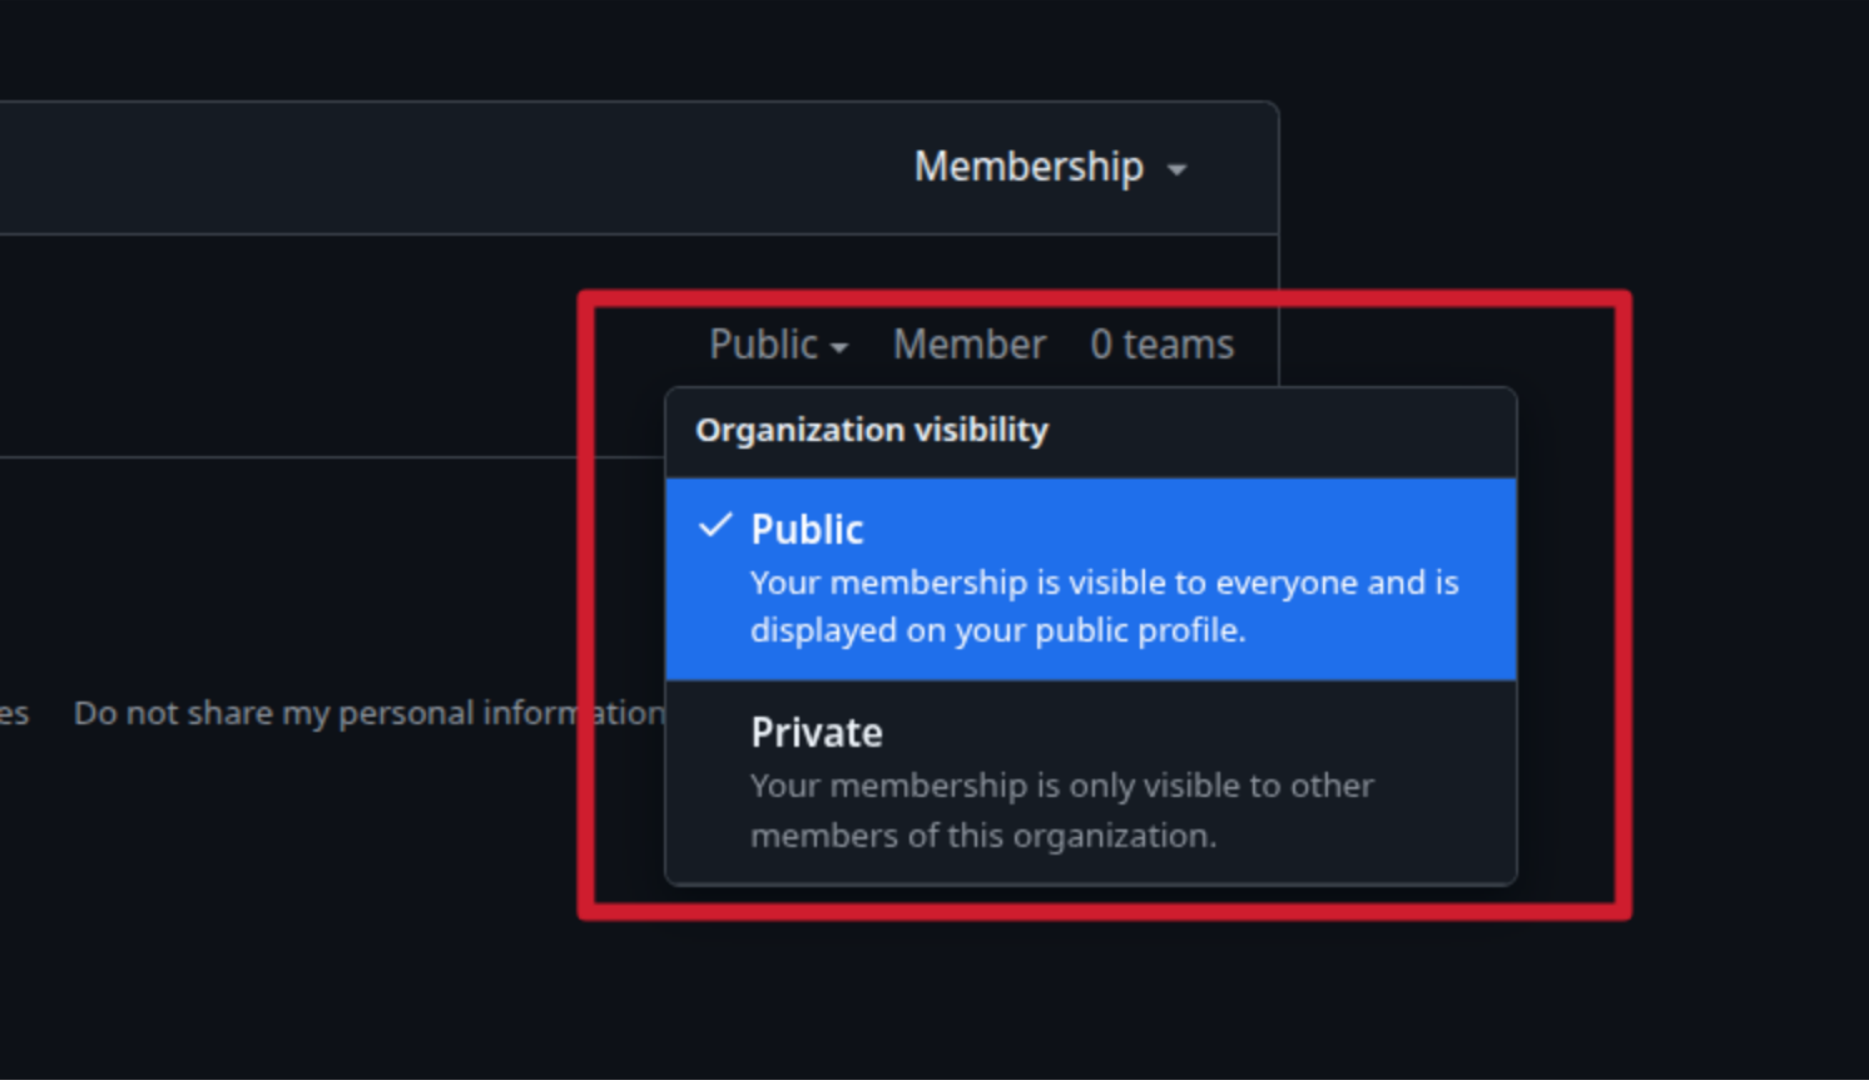 Membership
Public Member 0 teams
Organization visibility
Public
Your membership is visible to everyone and is
displayed on your public profile.
es Do not share my personal information
Private
Your membership is only visible to other
members of this organization.